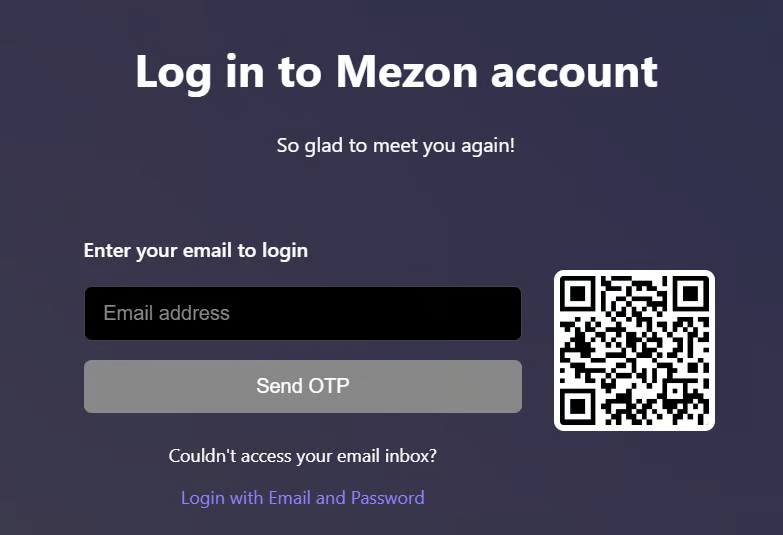 Log in to Mezon account
So glad to meet you again!
Enter your email to login
Email address
Send OTP
Couldn't access your email inbox?
Login with Email and Password